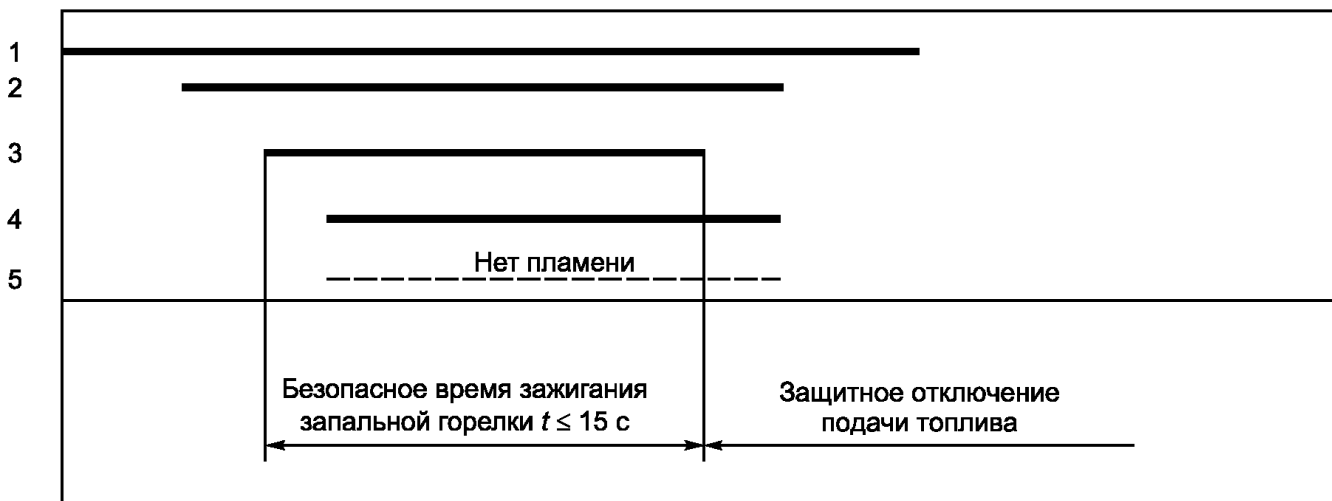 1
2
3
4
Нет пламени
5
Безопасное время зажигания
запальной горелки t ≤ 15 с
Защитное отключение
подачи топлива